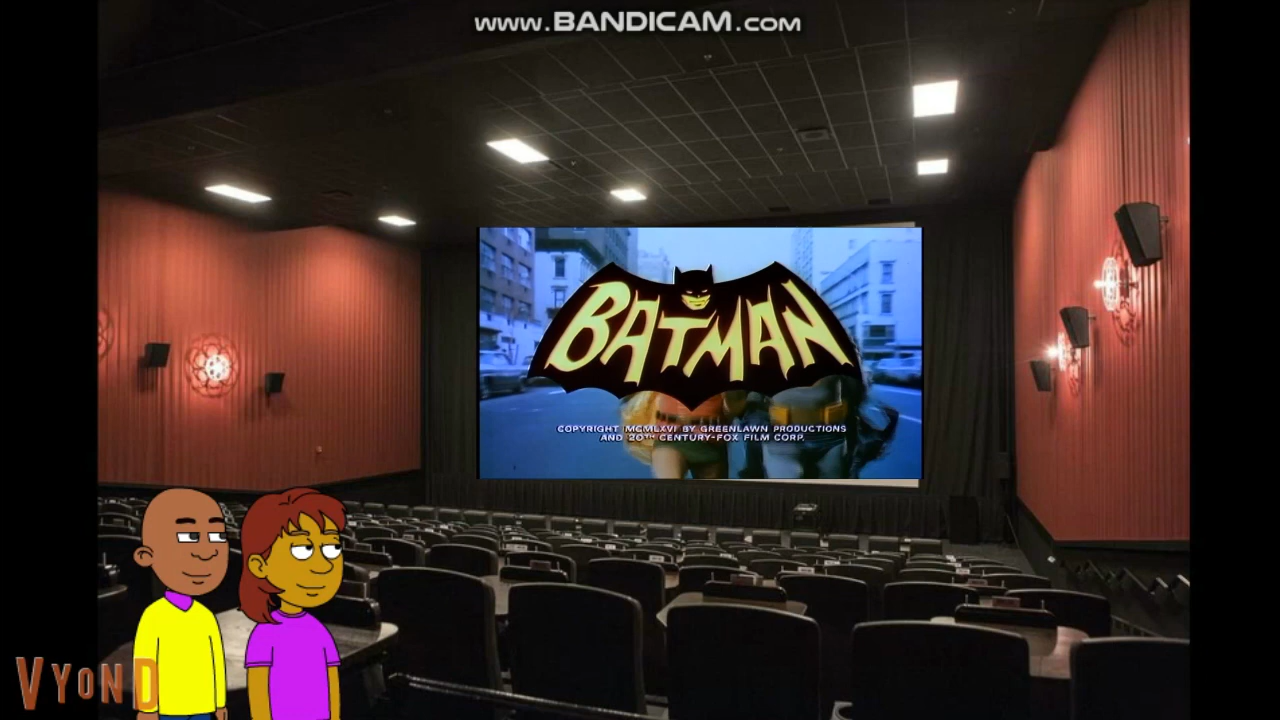 www.BANDICAM.com
BATMAN
COPYRIGHT MCMLXVI BY GREENLAWN PRODUCTIONS
AND 20TH CENTURY-FOX FILM CORP.
VYOND